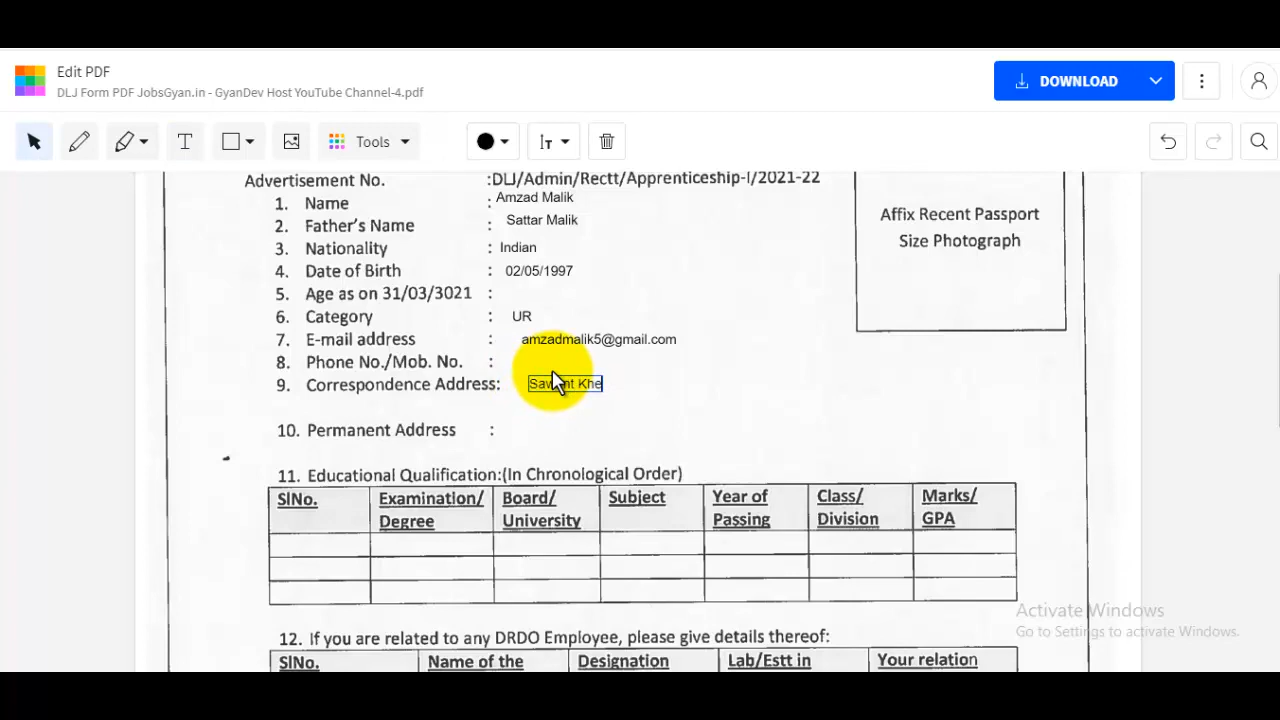 Edit PDF
DLJ Form PDF JobsGyan.in - GyanDev Host YouTube Channel-4.pdf
DOWNLOAD
T Tools
Advertisement No. :DLJ/Admin/Rectt/Apprenticeship-I/2021-22
1. Name : Amzad Malik
2. Father's Name : Sattar Malik
3. Nationality : Indian
4. Date of Birth : 02/05/1997
5. Age as on 31/03/3021 :
6. Category : UR
7. E-mail address : amzadmalik5@gmail.com
8. Phone No./Mob. No. :
9. Correspondence Address: Khe
10. Permanent Address :
Affix Recent Passport
Size Photograph
11. Educational Qualification:(In Chronological Order)
SlNo. Examination/ Degree Board/ University Subject Year of Passing Class/ Division Marks/ GPA
12. If you are related to any DRDO Employee, please give details thereof:
SlNo. Name of the Designation Lab/Estt in Your relation
Activate Windows
Go to Settings to activate Windows.